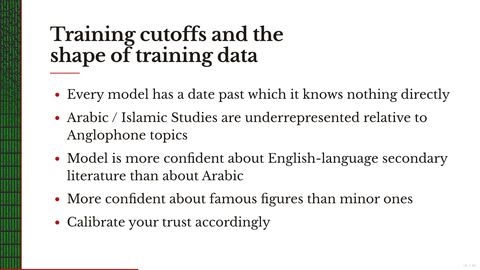 Training cutoffs and the
shape of training data
• Every model has a date past which it knows nothing directly
• Arabic / Islamic Studies are underrepresented relative to
Anglophone topics
• Model is more confident about English-language secondary
literature than about Arabic
• More confident about famous figures than minor ones
• Calibrate your trust accordingly